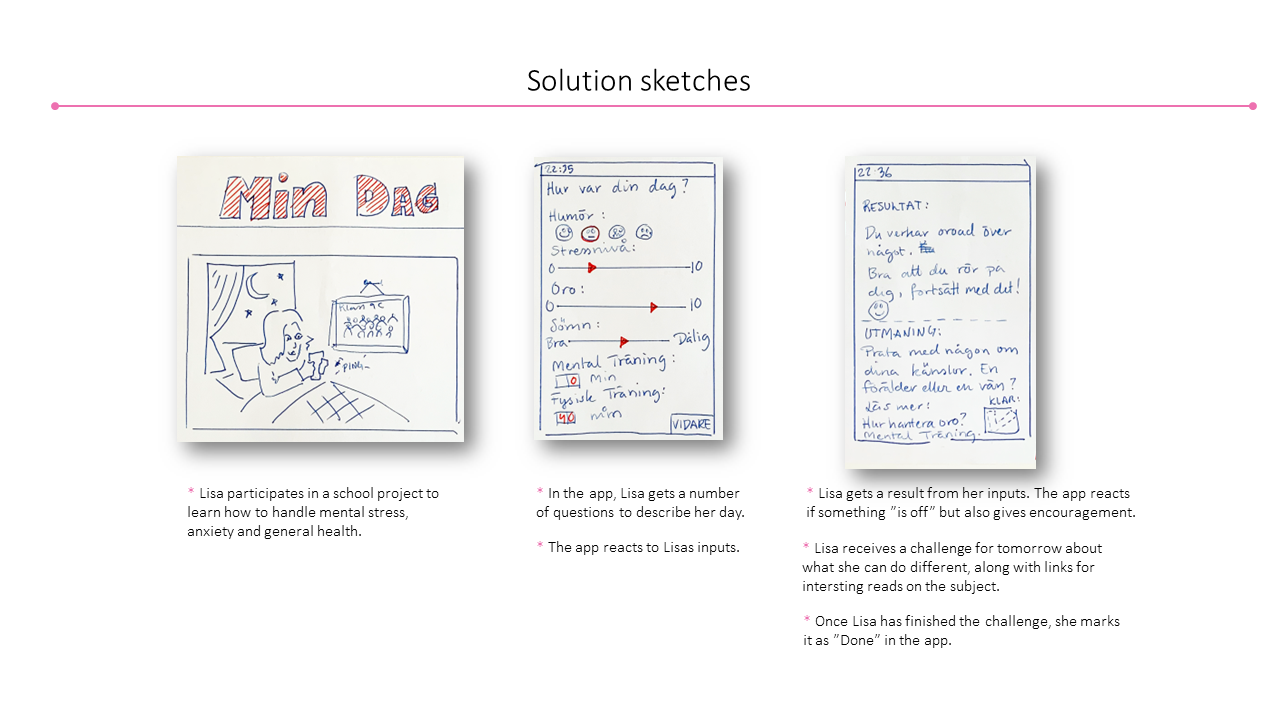 Solution sketches
Min DAG
Klass 9C
*PING-
* Lisa participates in a school project to
learn how to handle mental stress,
anxiety and general health.
22:35
Hur var din dag?
Humör:
Stressnivå:
0 10
Oro:
0 10
Sömn:
Bra Dålig
Mental Träning:
10 Min
Fysisk Träning:
40 min
VIDARE
* In the app, Lisa gets a number
of questions to describe her day.
* The app reacts to Lisas inputs.
22 36
RESULTAT:
Du verkar oroad över
något.
Bra att du rör på
dig, fortsätt med det!
UTMANING:
Prata med någon om
dina känslor. En
förälder eller en vän?
Läs mer:
KLAR:
Hur hantera oro?
Mental Träning.
* Lisa gets a result from her inputs. The app reacts
if something ”is off” but also gives encouragement.
* Lisa receives a challenge for tomorrow about
what she can do different, along with links for
intersting reads on the subject.
* Once Lisa has finished the challenge, she marks
it as ”Done” in the app.